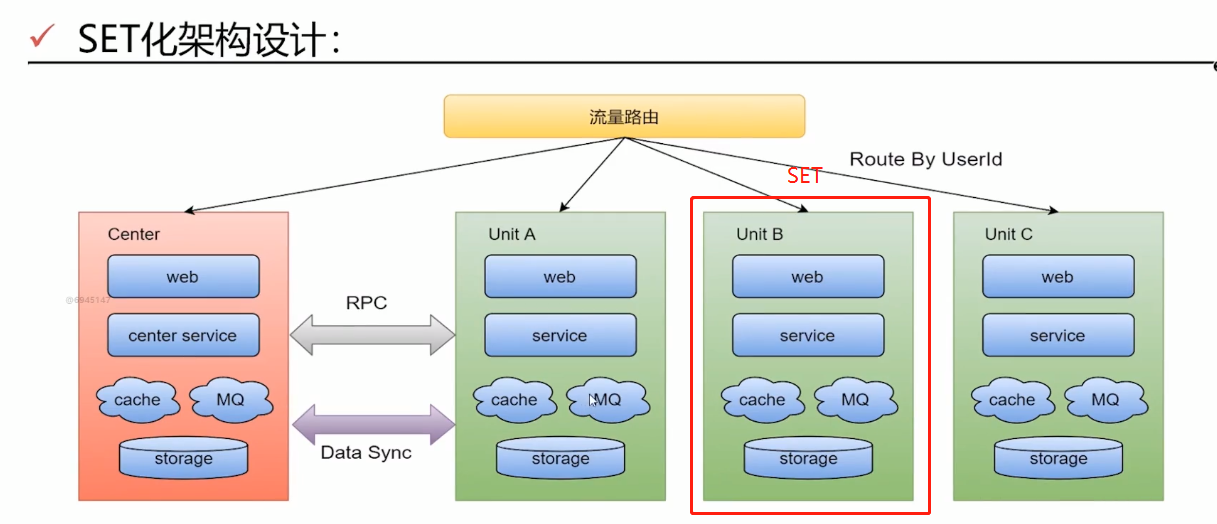 SET化架构设计：
流量路由
Route By UserId
SET
Center
web
center service
cache
MQ
storage
RPC
Data Sync
Unit A
web
service
cache
MQ
storage
Unit B
web
service
cache
MQ
storage
Unit C
web
service
cache
MQ
storage